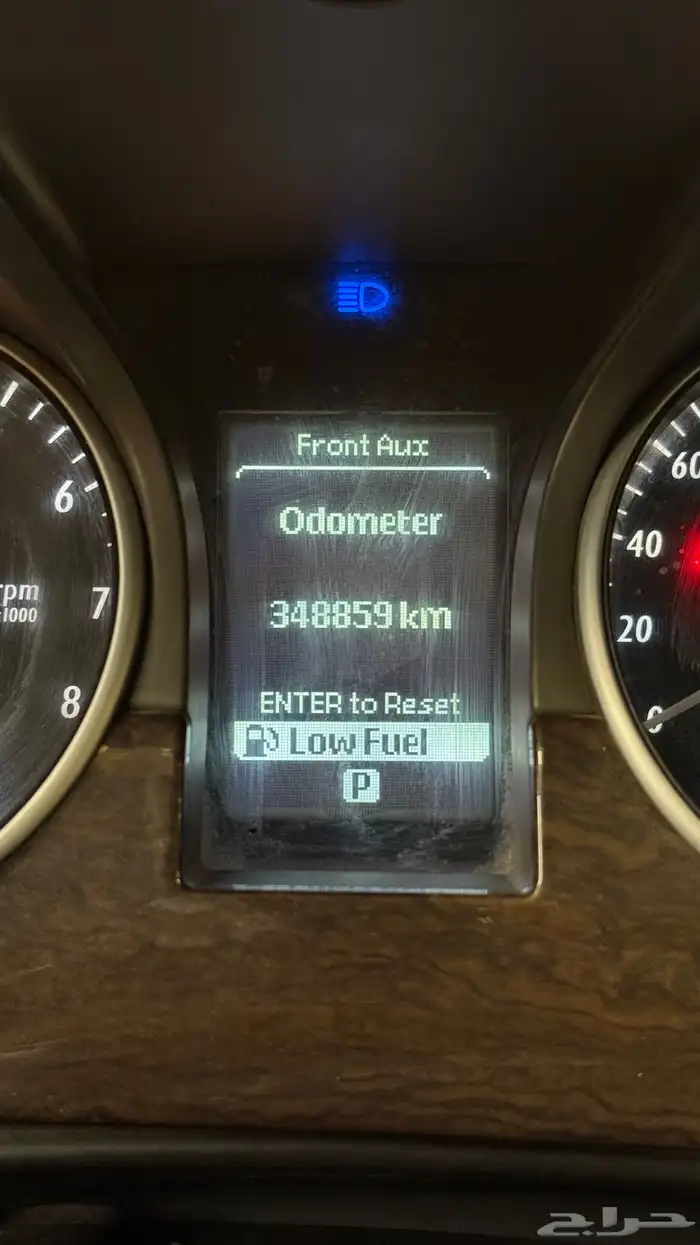 Front Aux
Odometer
348859 km
ENTER to Reset
Low Fuel
P
6
7
8
rpm
1000
60
40
20
0
حراج